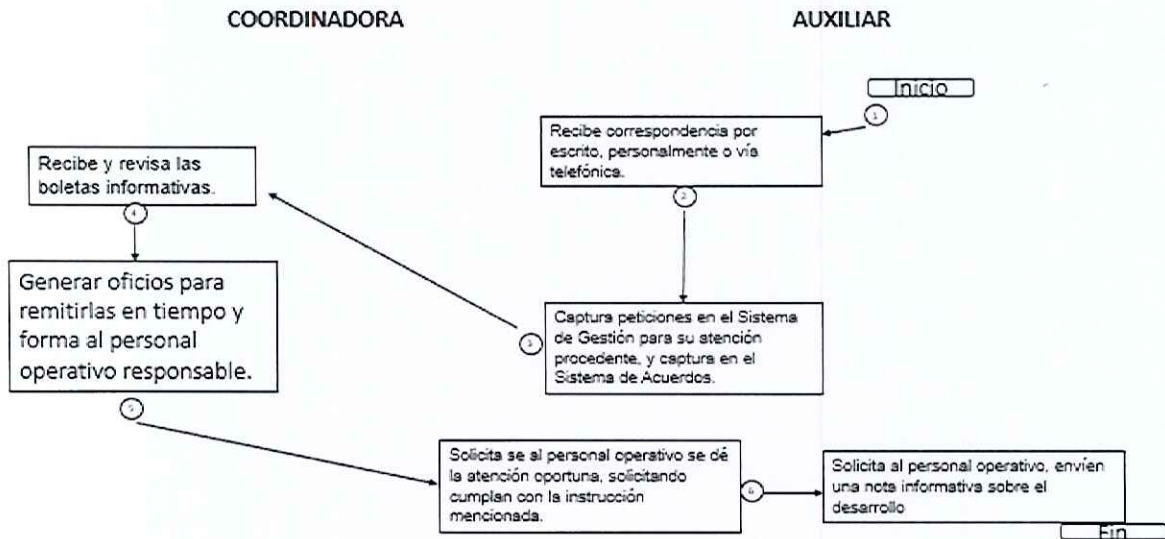 COORDINADORA
AUXILIAR
Inicio
1
Recibe correspondencia por
escrito, personalmente o vía
telefónica.
2
Captura peticiones en el Sistema
de Gestión para su atención
procedente, y captura en el
Sistema de Acuerdos.
3
Recibe y revisa las
boletas informativas.
4
Generar oficios para
remitirlas en tiempo y
forma al personal
operativo responsable.
5
Solicita se al personal operativo se dé
la atención oportuna, solicitando
cumplan con la instrucción
mencionada.
6
Solicita al personal operativo, envíen
una nota informativa sobre el
desarrollo
Fin